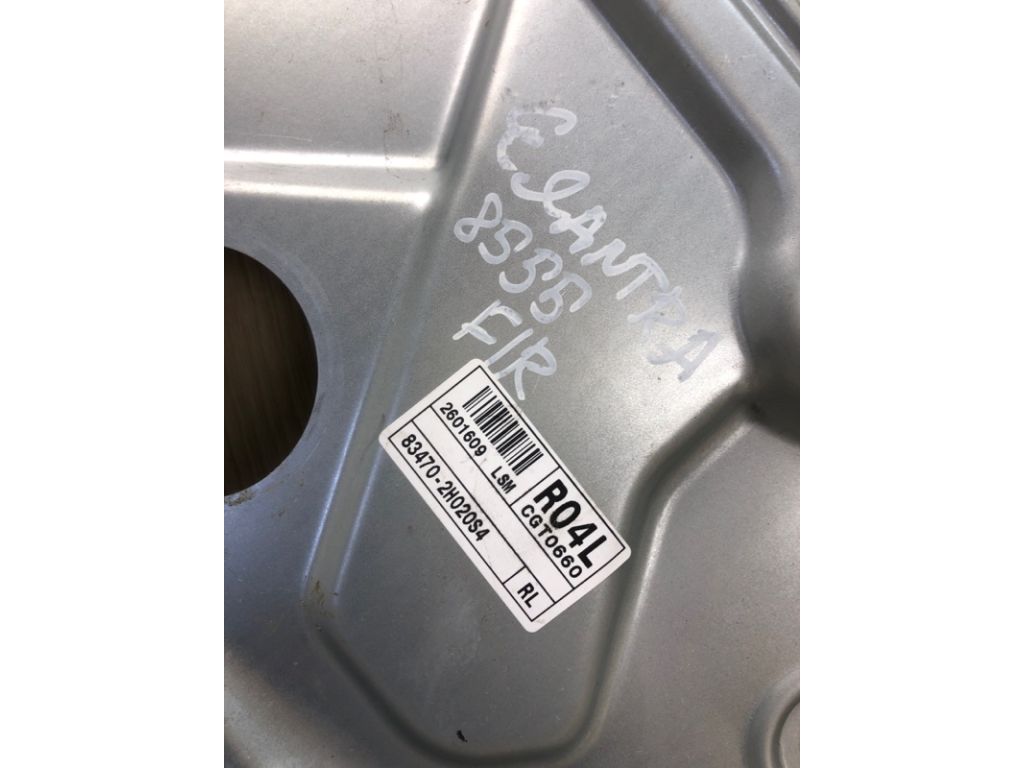 ElANTRA
8555
F/R
2601609 LSM
R04L
CGT0660
83470-2H020S4
RL